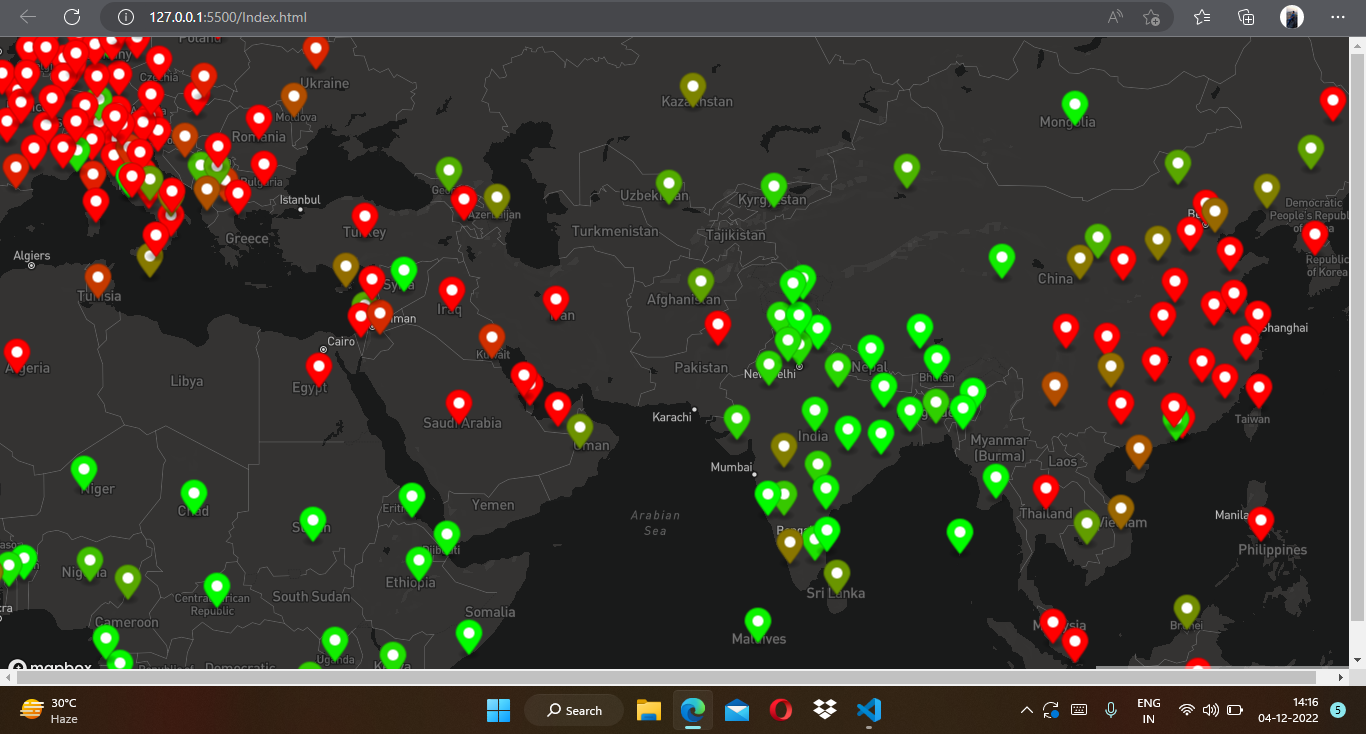 127.0.0.1:5500/Index.html
Poland
Czechia
Ukraine
Moldova
Romania
Bulgaria
Istanbul
Greece
Turkey
Azerbaijan
Kazakhstan
Uzbekistan
Kyrgyzstan
Turkmenistan
Tajikistan
Mongolia
Democratic
People's Republ
Republic
of Korea
China
Shanghai
Algiers
Tunisia
Algeria
Libya
Cairo
Egypt
Syria
Iraq
Iran
Kuwait
Saudi Arabia
Oman
Yemen
Afghanistan
Pakistan
Karachi
New Delhi
Nepal
Bhutan
India
Mumbai
Myanmar
(Burma)
Laos
Thailand
Vietnam
Taiwan
Manila
Philippines
Arabian
Sea
Niger
Chad
Sudan
Eritrea
Djibouti
Ethiopia
Nigeria
Central African
Republic
South Sudan
Somalia
Cameroon
Sri Lanka
Maldives
Malaysia
Brunei
Uganda
Kenya
Republic of
Democratic
mapbox
30°C
Haze
Search
ENG
IN
14:16
04-12-2022
5